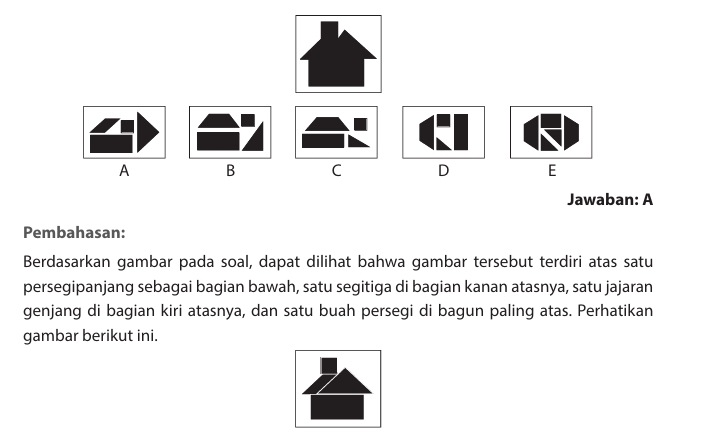 A B C D E
Jawaban: A
Pembahasan:
Berdasarkan gambar pada soal, dapat dilihat bahwa gambar tersebut terdiri atas satu
persegipanjang sebagai bagian bawah, satu segitiga di bagian kanan atasnya, satu jajaran
genjang di bagian kiri atasnya, dan satu buah persegi di bagun paling atas. Perhatikan
gambar berikut ini.